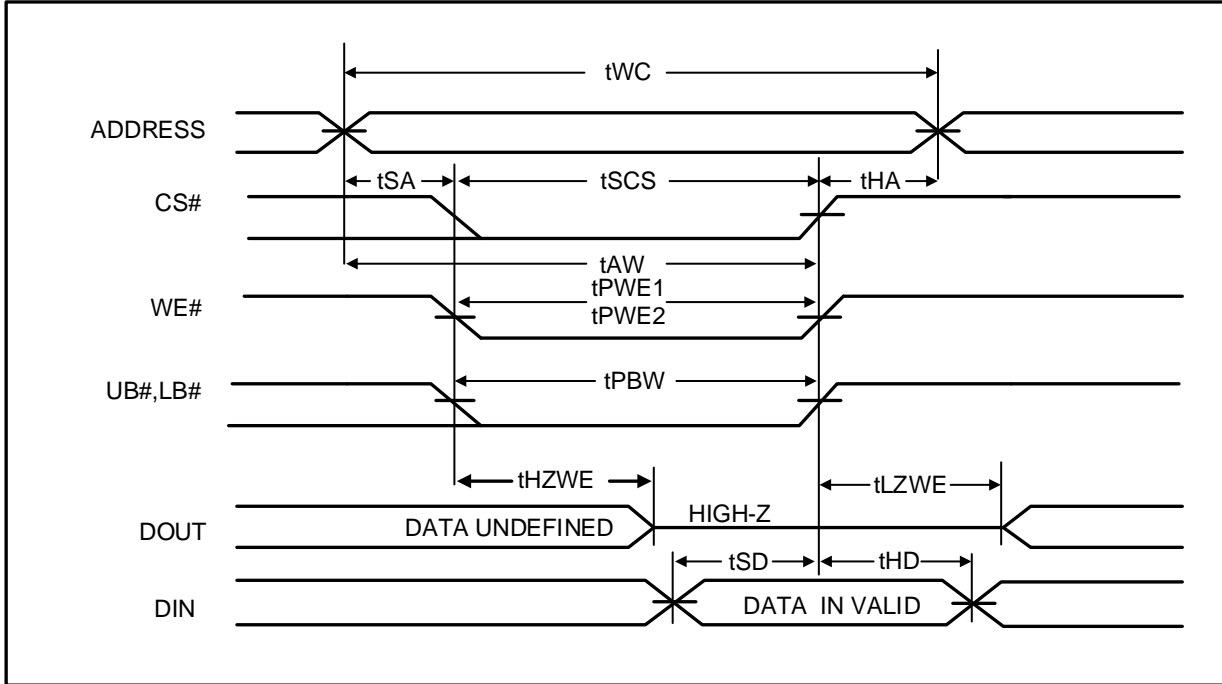 tWC
ADDRESS
tSA
tSCS
tHA
CS#
tAW
tPWE1
WE#
tPWE2
UB#,LB#
tPBW
tHZWE
tLZWE
HIGH-Z
DOUT
DATA UNDEFINED
tSD
tHD
DIN
DATA IN VALID